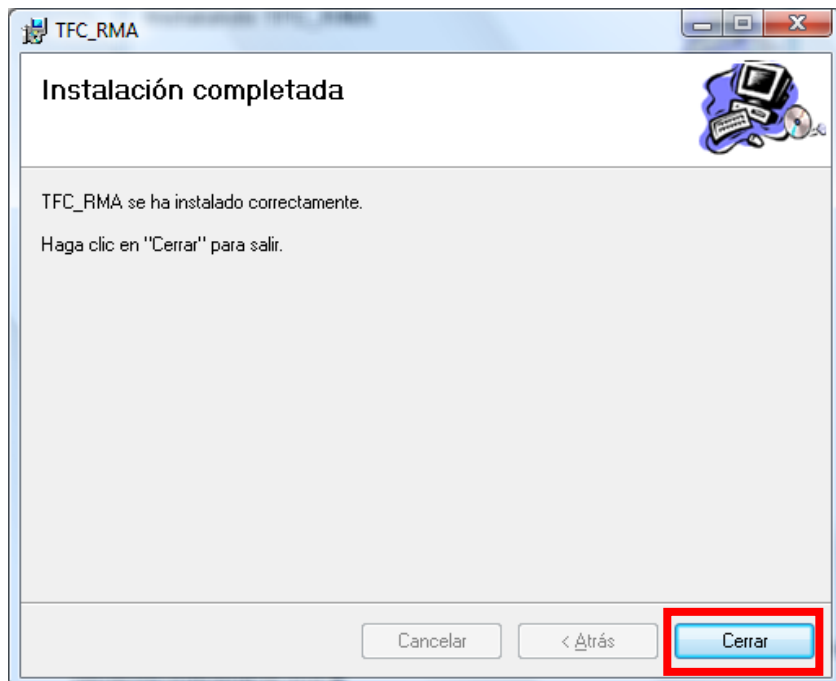 TFC_RMA
Instalación completada
TFC_RMA se ha instalado correctamente.
Haga clic en "Cerrar" para salir.
Cancelar
< Atrás
Cerrar